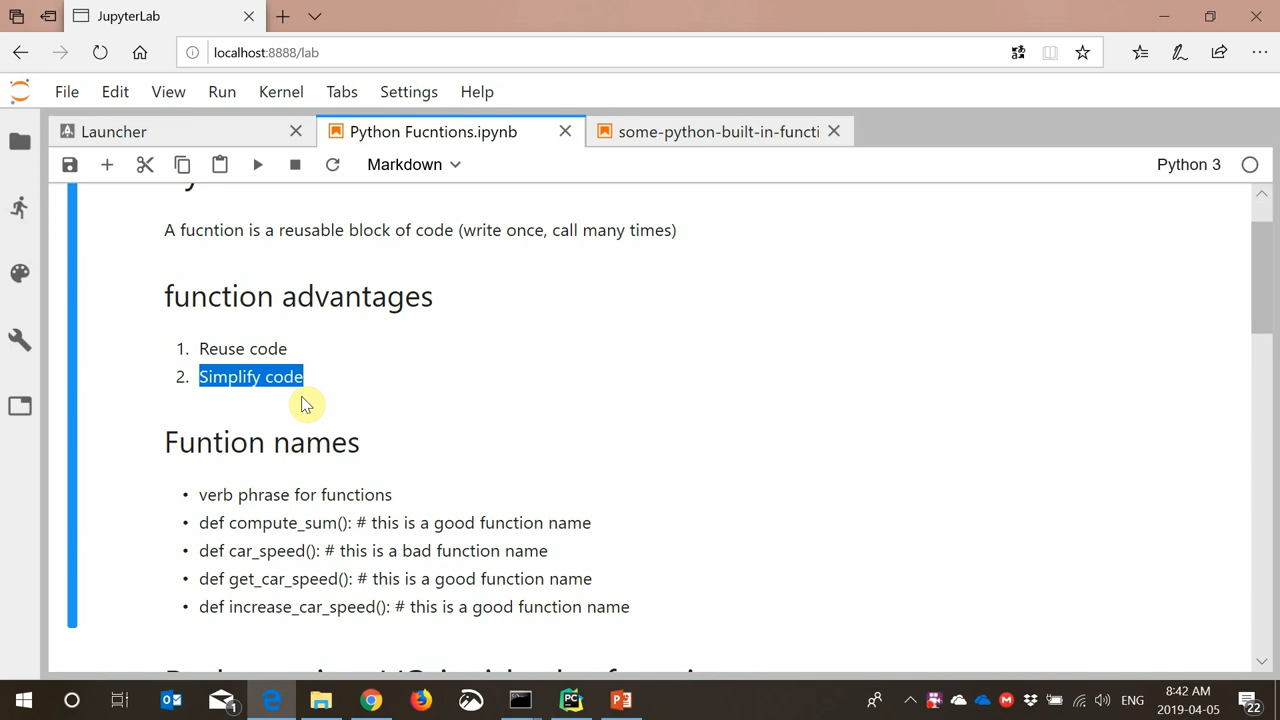 JupyterLab
localhost:8888/lab
File Edit View Run Kernel Tabs Settings Help
Launcher Python Fucntions.ipynb some-python-built-in-functi
Markdown Python 3
A fucntion is a reusable block of code (write once, call many times)
function advantages
1. Reuse code
2. Simplify code
Funtion names
• verb phrase for functions
• def compute_sum(): # this is a good function name
• def car_speed(): # this is a bad function name
• def get_car_speed(): # this is a good function name
• def increase_car_speed(): # this is a good function name
ENG 8:42 AM
2019-04-05 22
1